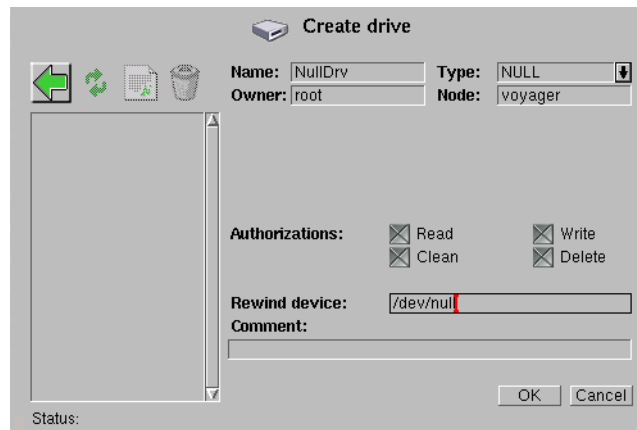 Create drive
Name: NullDrv Type: NULL
Owner: root Node: voyager
Authorizations: Read Write
Clean Delete
Rewind device: /dev/null
Comment:
OK Cancel
Status: